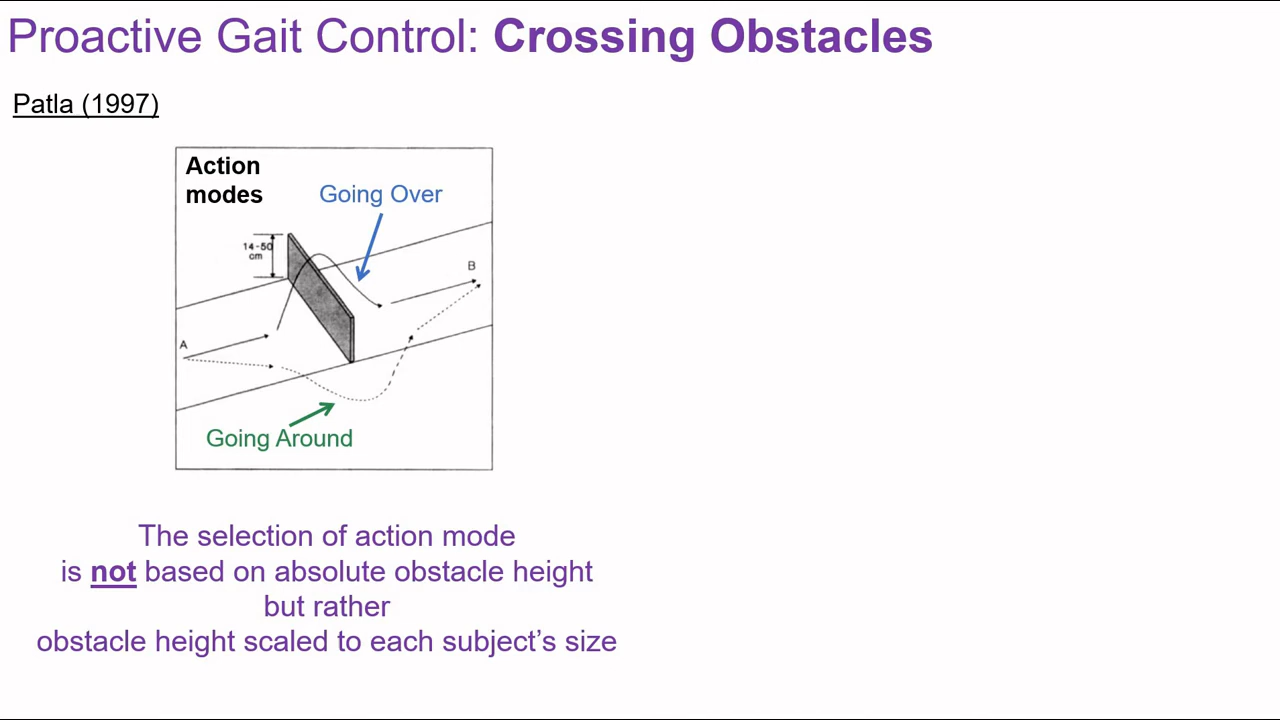 Proactive Gait Control: Crossing Obstacles
Patla (1997)
Action
modes
Going Over
14-50
cm
B
A
Going Around
The selection of action mode
is not based on absolute obstacle height
but rather
obstacle height scaled to each subject’s size